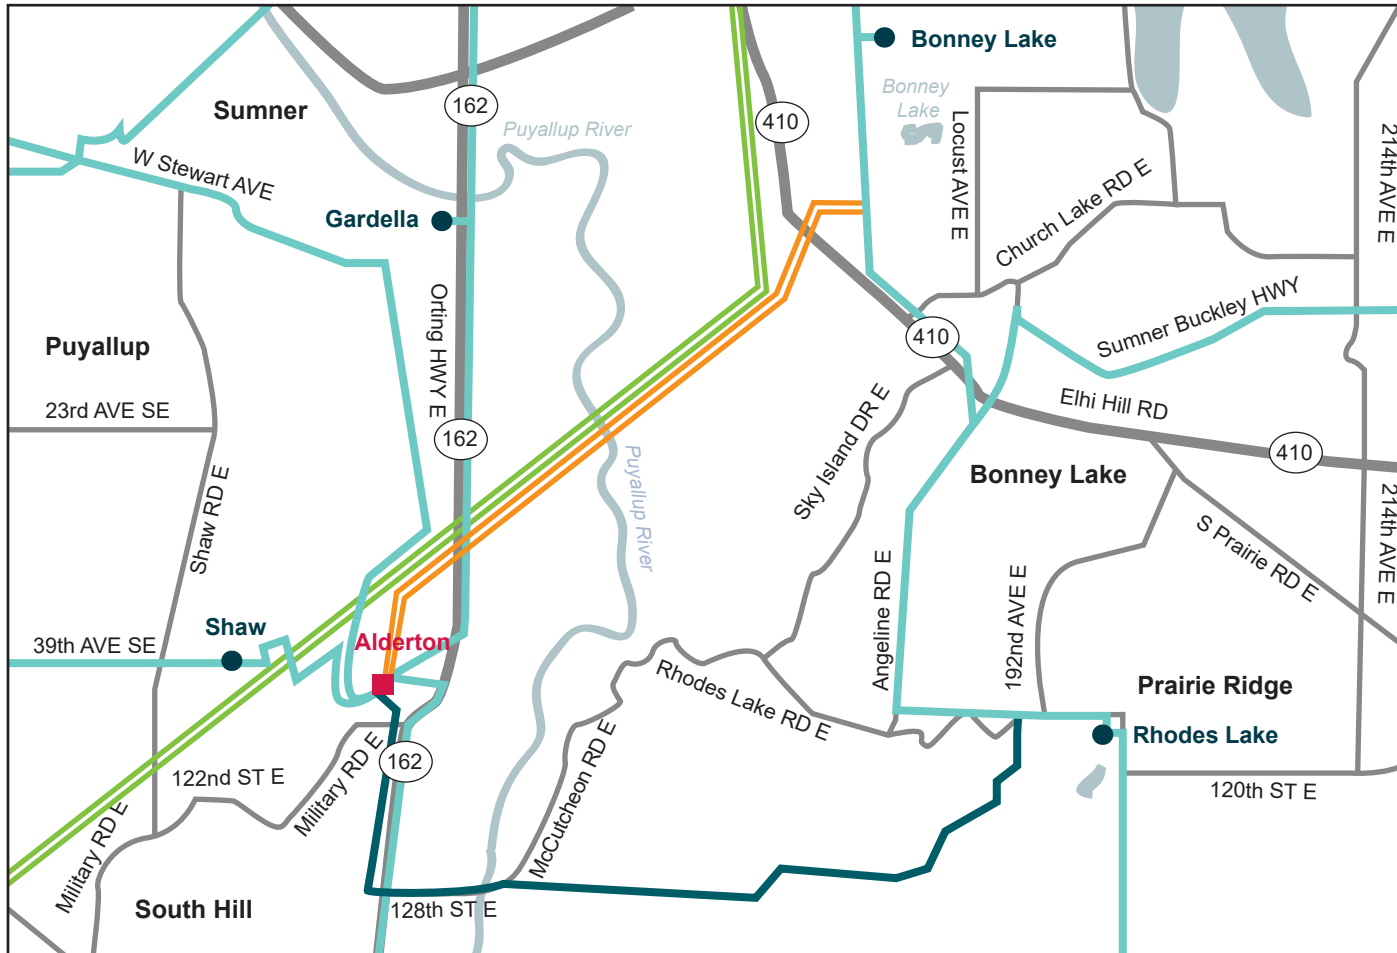 Bonney Lake
Bonney
Lake
162
Sumner
410
Puyallup River
Locust AVE E
214th AVE E
W Stewart AVE
Church Lake RD E
Gardella
Orting HWY E
Sumner Buckley HWY
410
Puyallup
23rd AVE SE
Elhi Hill RD
162
Sky Island DR E
410
Bonney Lake
Puyallup River
Shaw RD E
214th AVE E
S Prairie RD E
Angeline RD E
192nd AVE E
Shaw
39th AVE SE
Alderton
Rhodes Lake RD E
Prairie Ridge
Rhodes Lake
162
122nd ST E
Military RD E
McCutcheon RD E
120th ST E
Military RD E
South Hill
128th ST E